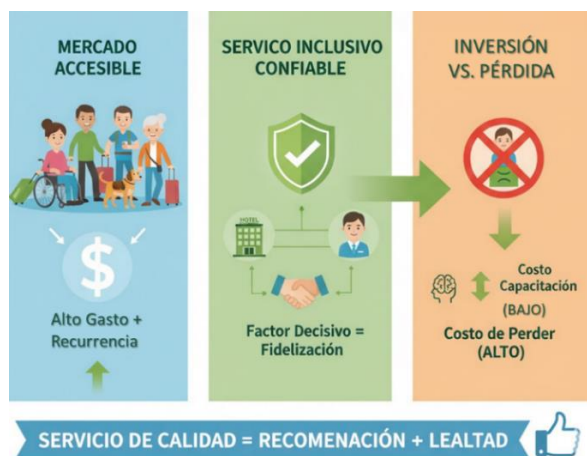 MERCADO
ACCESIBLE
Alto Gasto +
Recurrencia
SERVICO INCLUSIVO
CONFIABLE
HOTEL
Factor Decisivo =
Fidelización
INVERSIÓN
VS. PÉRDIDA
Costo
Capacitación
(BAJO)
Costo de Perder
(ALTO)
SERVICIO DE CALIDAD = RECOMENACIÓN + LEALTAD